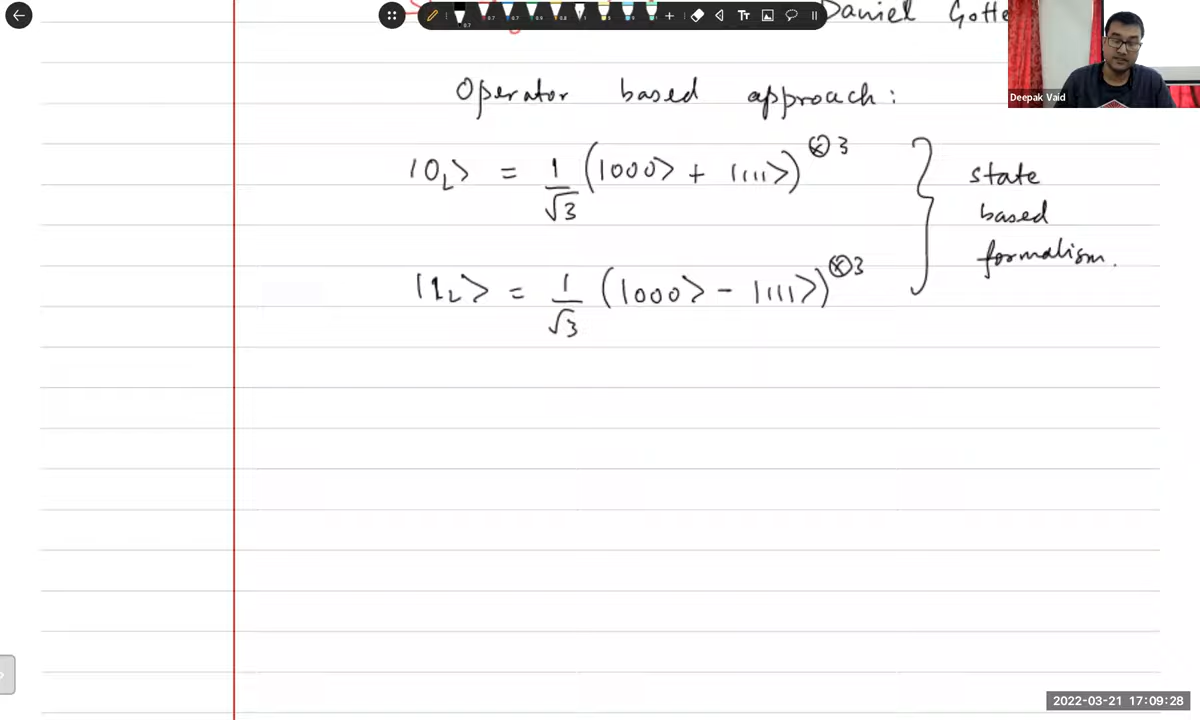 Daniel Gotte
Deepak Vaid
Operator based approach:
|0_L⟩ = 1/√3 (|000⟩ + |111⟩)^⊗3
|1_L⟩ = 1/√3 (|000⟩ - |111⟩)^⊗3
state
based
formalism.
2022-03-21 17:09:28